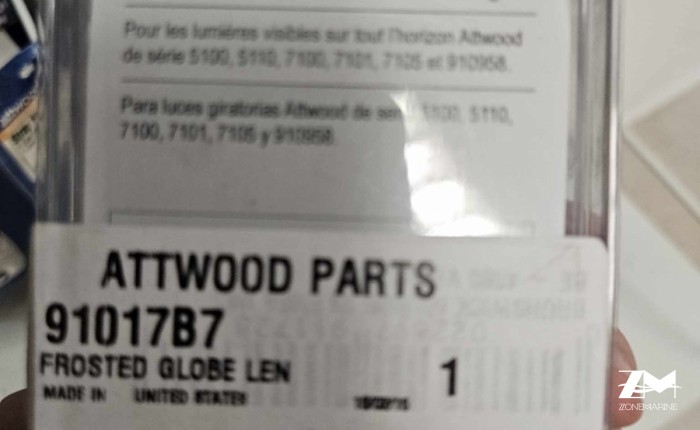 Pour les lumières visibles sur tout l'horizon Attwood
de série 5100, 5110, 7100, 7101, 7105 et 910958.
Para luces giratorias Attwood de serie 5100, 5110,
7100, 7101, 7105 y 910958.
ATTWOOD PARTS
91017B7
FROSTED GLOBE LEN
1
MADE IN UNITED STATES
ZM
ZONEMARINE